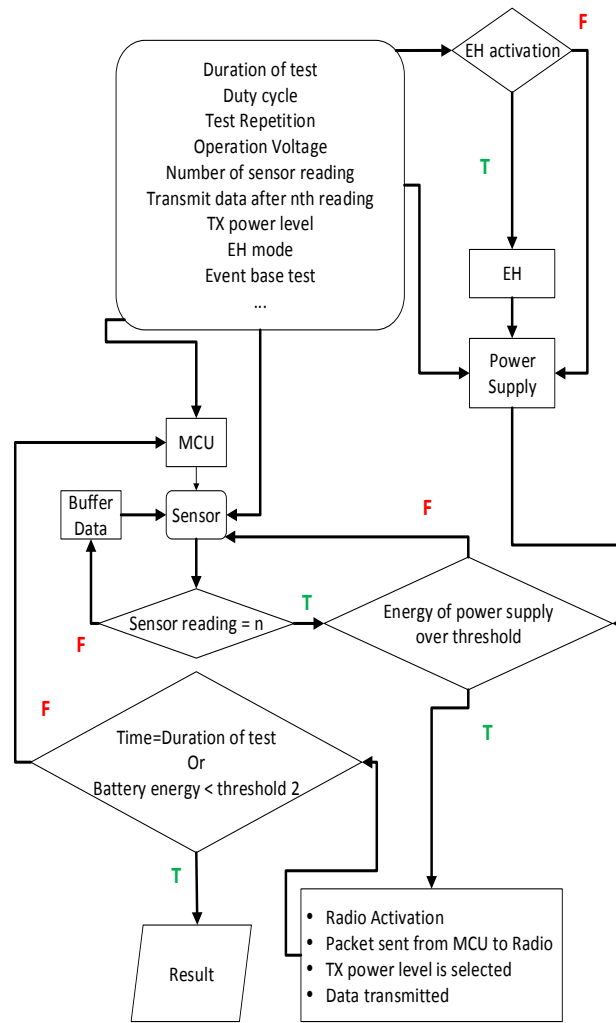 F
EH activation
Duration of test
Duty cycle
Test Repetition
Operation Voltage
Number of sensor reading
Transmit data after nth reading
TX power level
EH mode
Event base test
...
T
EH
Power
Supply
MCU
Buffer
Data
Sensor
F
Sensor reading = n
T
Energy of power supply
over threshold
F
F
T
Time=Duration of test
Or
Battery energy < threshold 2
T
Result
• Radio Activation
• Packet sent from MCU to Radio
• TX power level is selected
• Data transmitted